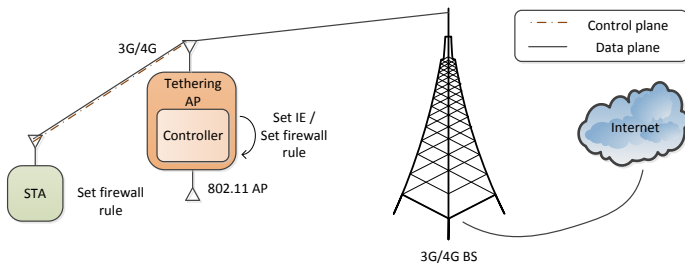 Control plane
Data plane
3G/4G
Tethering
AP
Controller
Set IE /
Set firewall
rule
Internet
STA
Set firewall
rule
802.11 AP
3G/4G BS